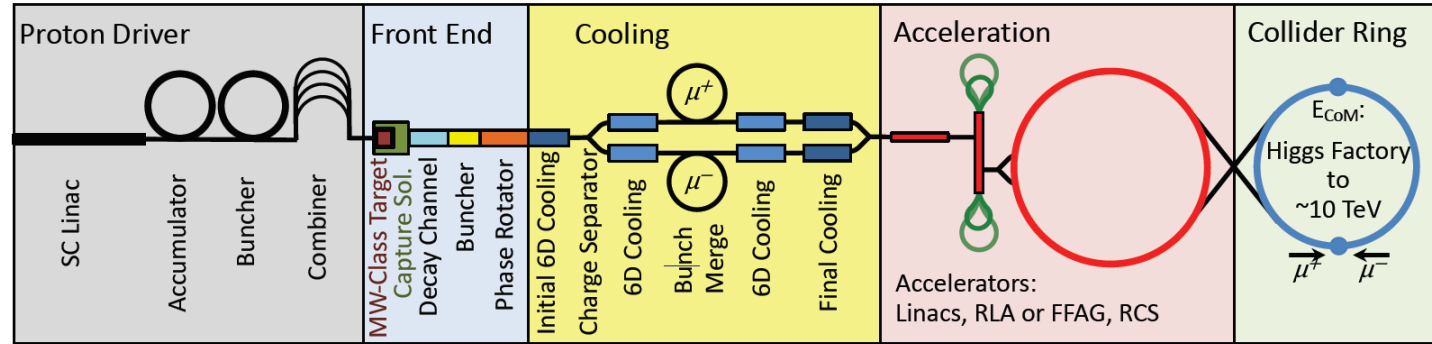 Proton Driver
SC Linac
Accumulator
Buncher
Combiner
Front End
MW-Class Target
Capture Sol.
Decay Channel
Buncher
Phase Rotator
Cooling
Initial 6D Cooling
Charge Separator
6D Cooling
μ+
μ−
Bunch
Merge
6D Cooling
Final Cooling
Acceleration
Accelerators:
Linacs, RLA or FFAG, RCS
Collider Ring
ECoM:
Higgs Factory
to
~10 TeV
μ+ μ−